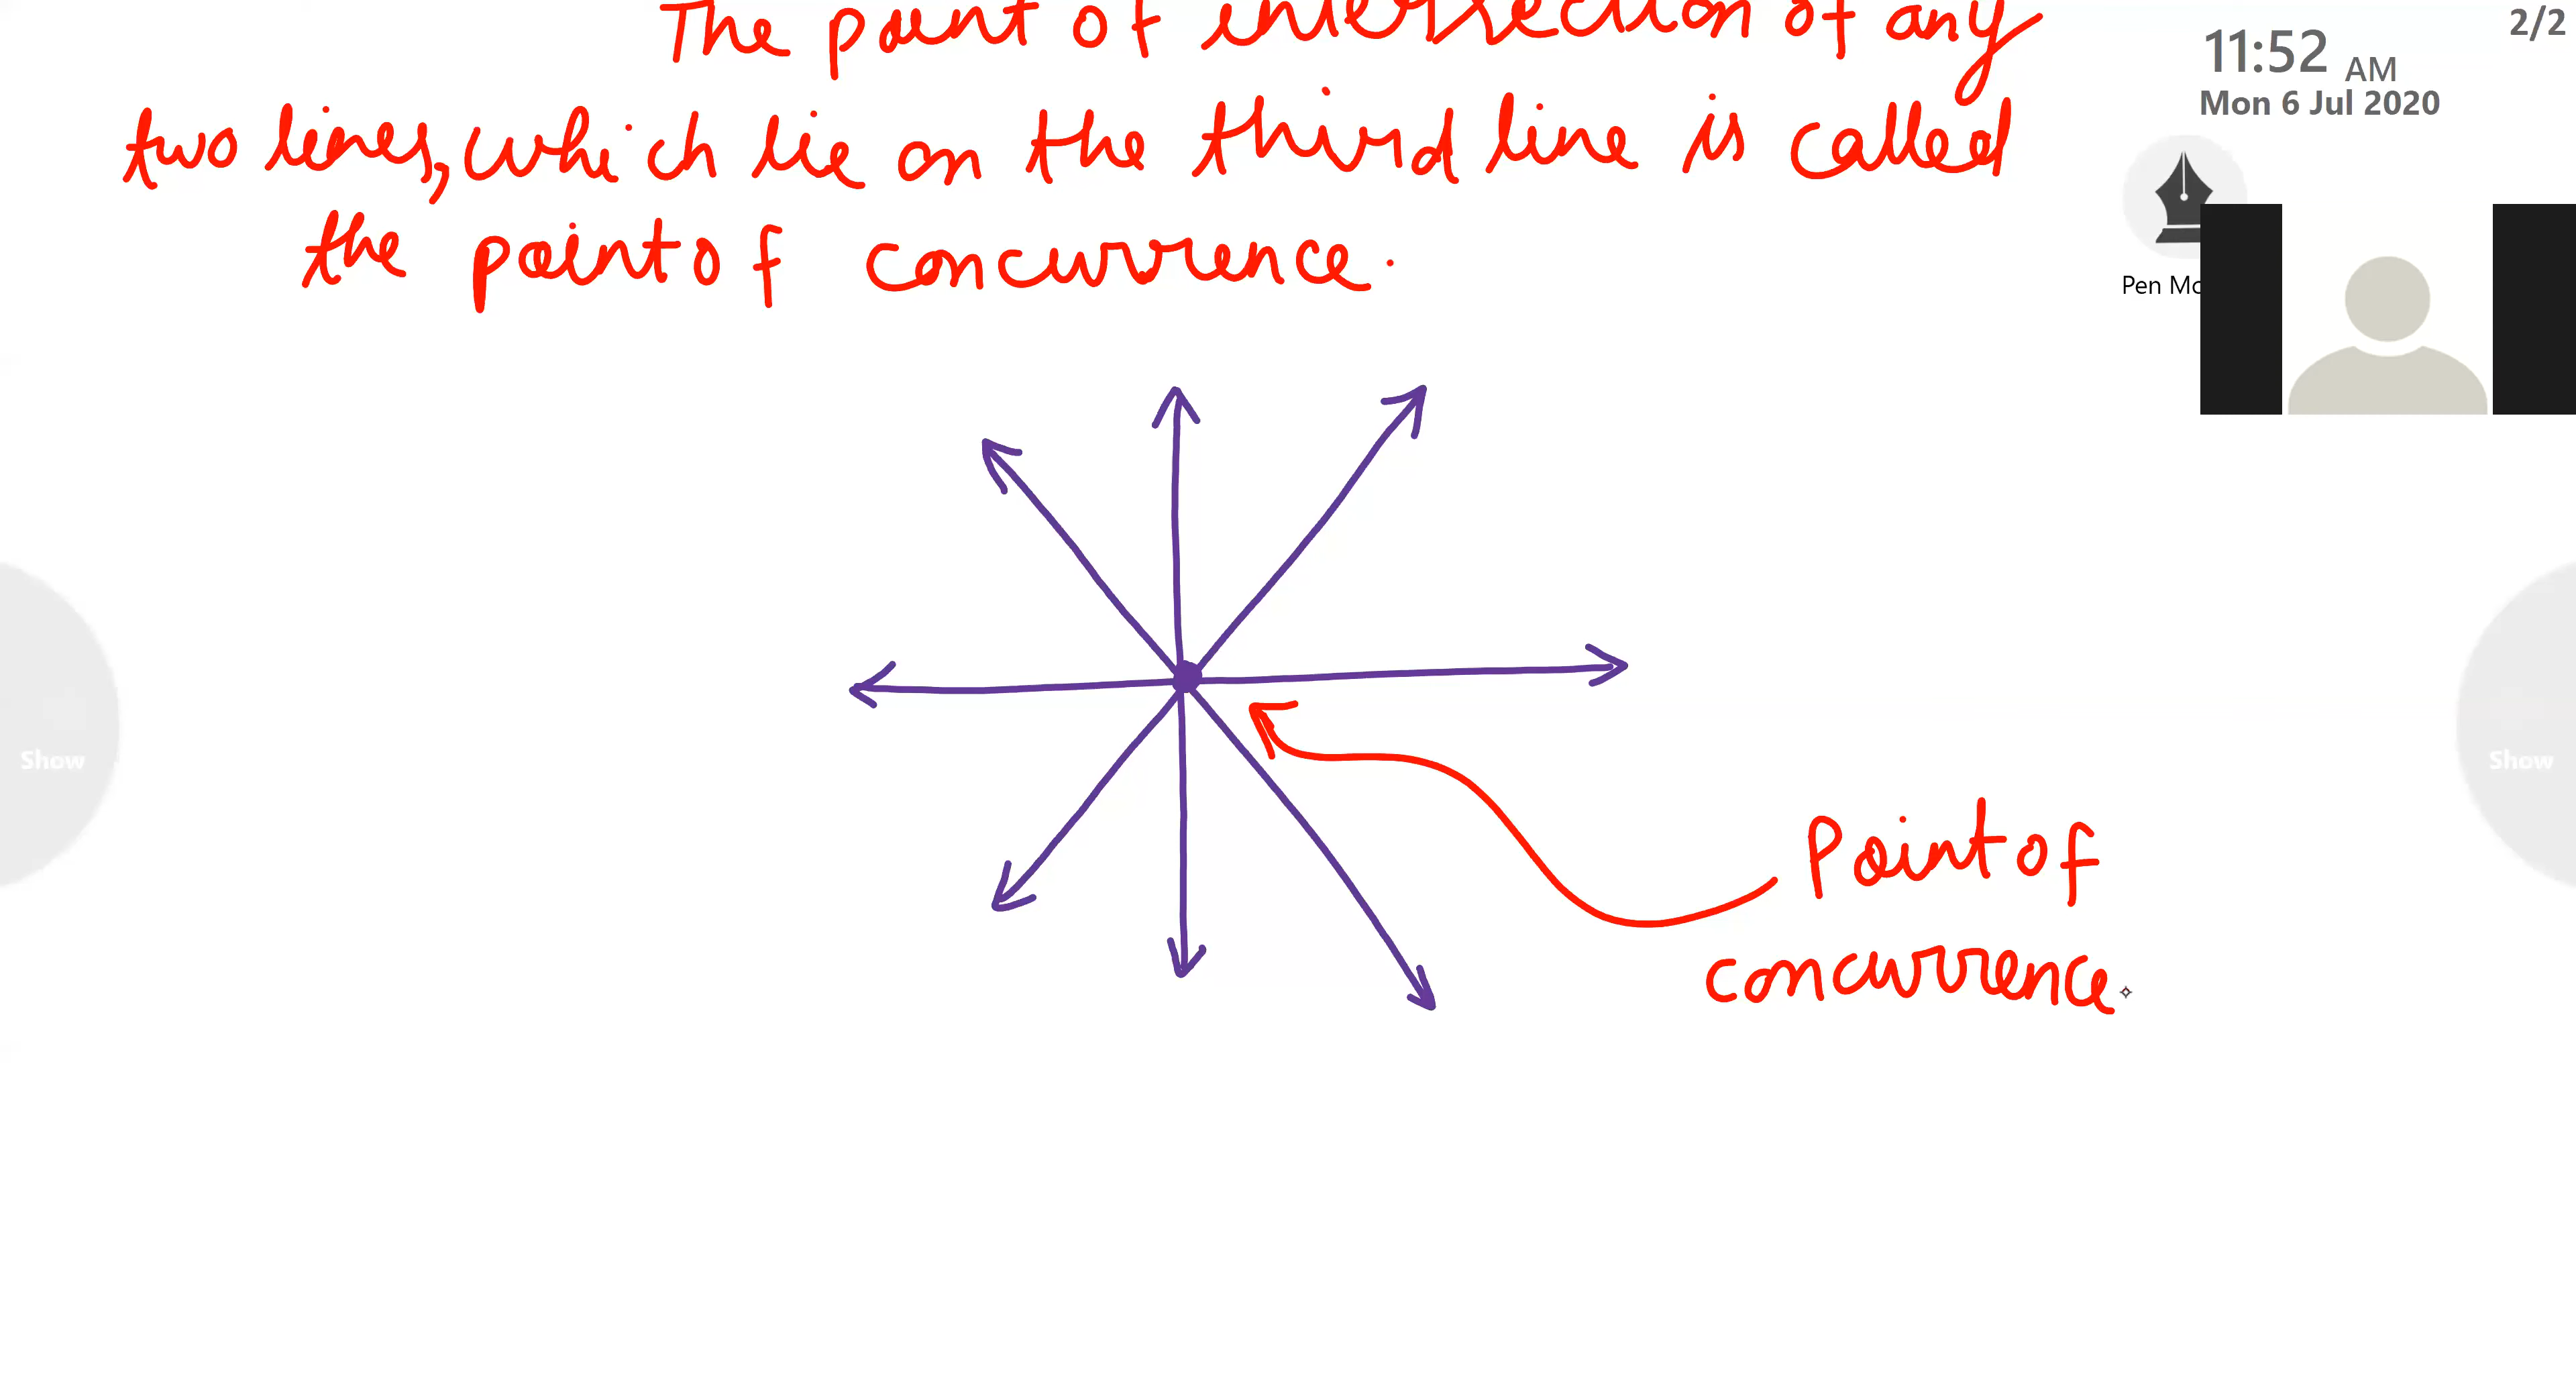 The point of intersection of any
two lines, which lie on the third line is called
the point of concurrence.
2/2
11:52 AM
Mon 6 Jul 2020
Pen Mo
Show
Show
Point of
concurrence.